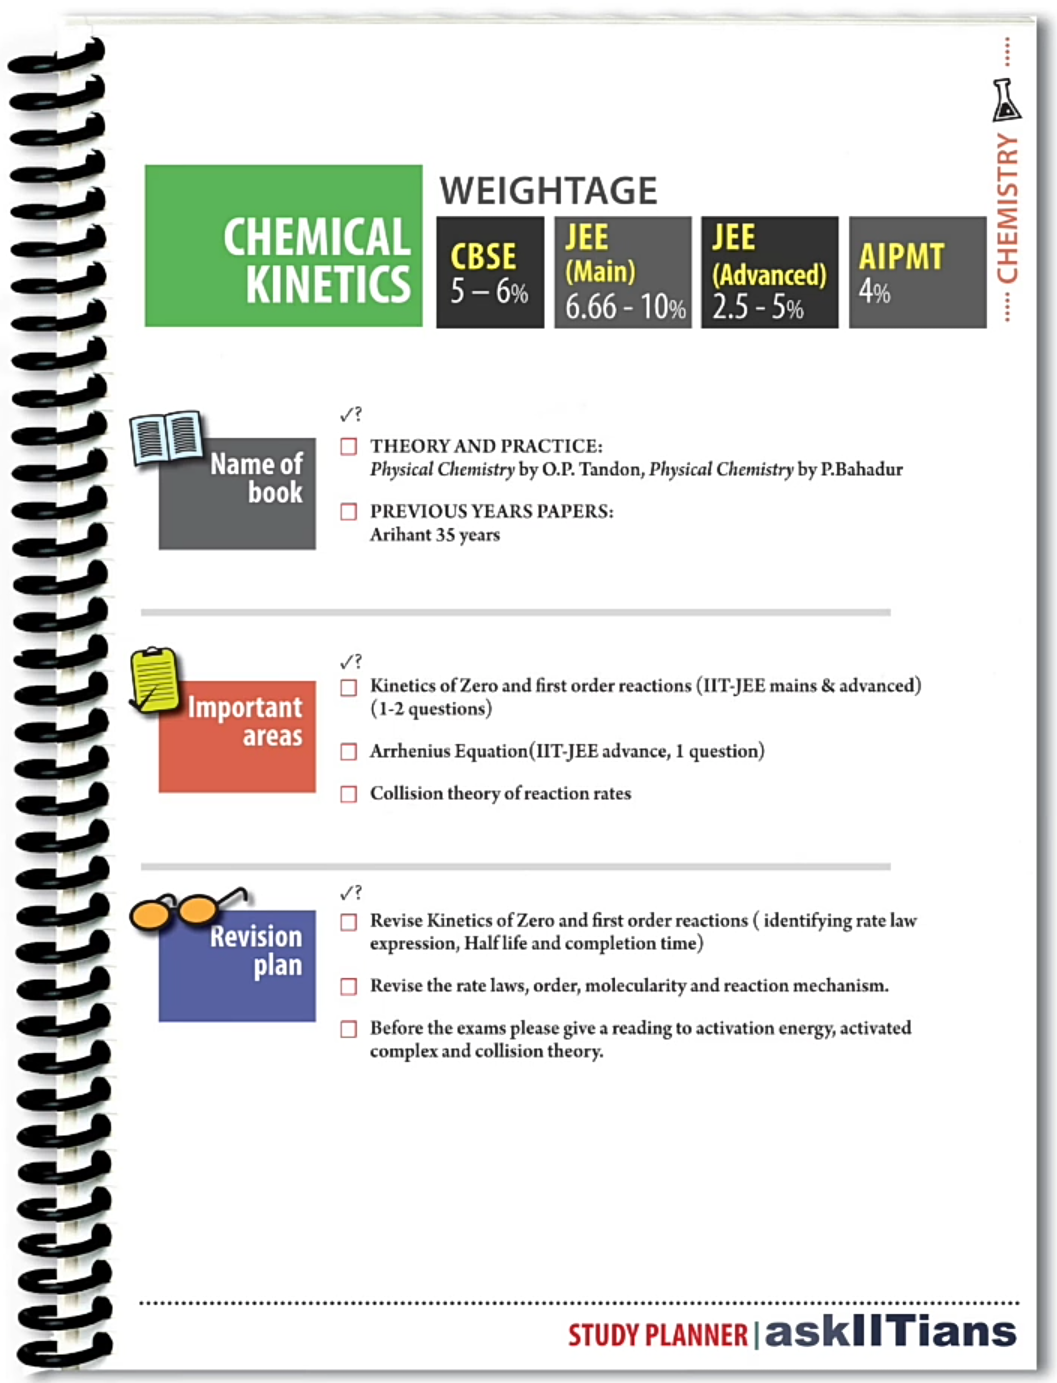 CHEMISTRY
CHEMICAL
KINETICS
WEIGHTAGE
CBSE
5 – 6%
JEE
(Main)
6.66 - 10%
JEE
(Advanced)
2.5 - 5%
AIPMT
4%
Name of
book
✓?
THEORY AND PRACTICE:
Physical Chemistry by O.P. Tandon, Physical Chemistry by P.Bahadur
PREVIOUS YEARS PAPERS:
Arihant 35 years
Important
areas
✓?
Kinetics of Zero and first order reactions (IIT-JEE mains & advanced)
(1-2 questions)
Arrhenius Equation(IIT-JEE advance, 1 question)
Collision theory of reaction rates
Revision
plan
✓?
Revise Kinetics of Zero and first order reactions ( identifying rate law
expression, Half life and completion time)
Revise the rate laws, order, molecularity and reaction mechanism.
Before the exams please give a reading to activation energy, activated
complex and collision theory.
STUDY PLANNER | askIITians